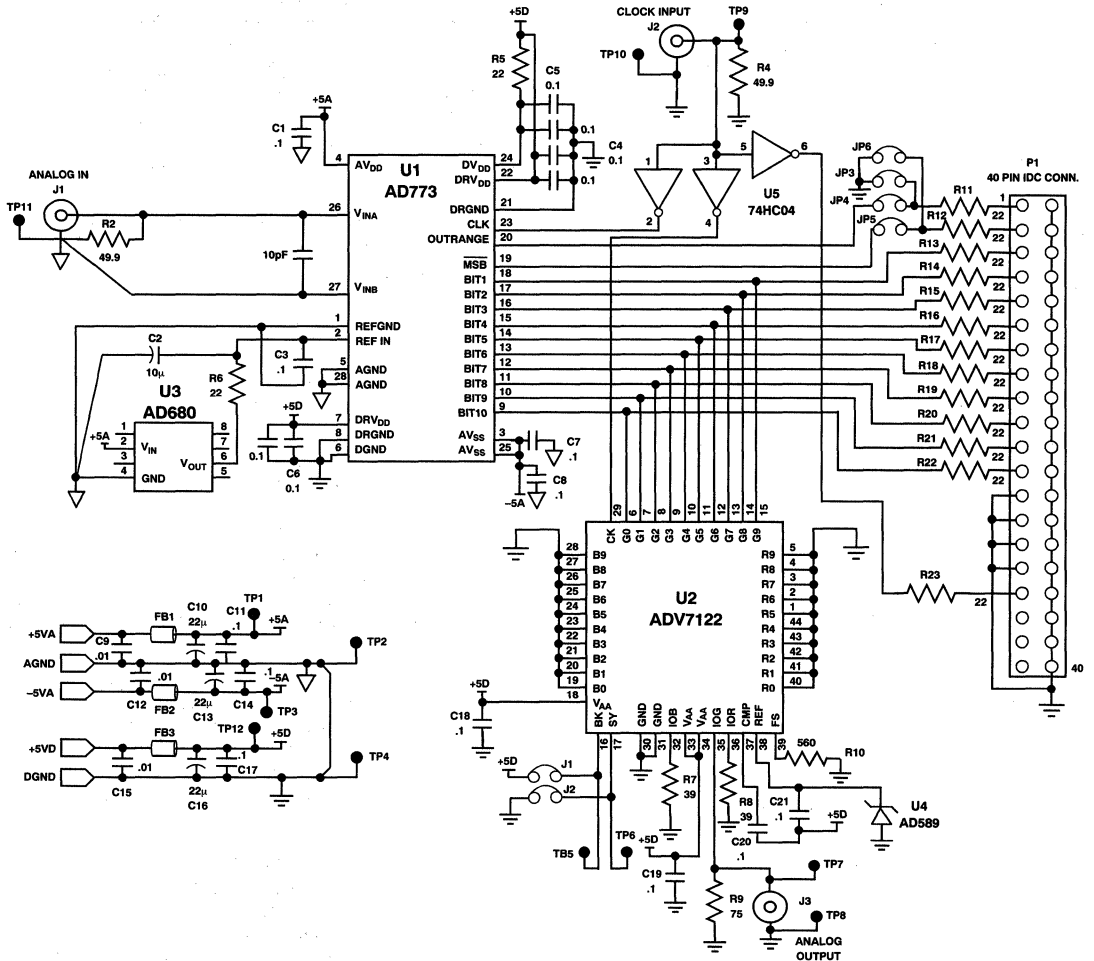 +5D
CLOCK INPUT
J2
TP9
TP10
R4
49.9
R5
22
C5
0.1
0.1
C4
0.1
0.1
+5A
C1
.1
4
AVDD
U1
AD773
DVDD
24
DRVDD
22
DRGND
21
CLK
23
OUTRANGE
20
1
2
3
4
5
6
U5
74HC04
JP6
JP3
JP4
JP5
P1
40 PIN IDC CONN.
1
R11
22
R12
22
R13
22
R14
22
R15
22
R16
22
R17
22
R18
22
R19
22
R20
22
R21
22
R22
22
R23
22
40
ANALOG IN
J1
TP11
R2
49.9
10pF
26
VINA
27
VINB
1
REFGND
2
REF IN
5
AGND
28
AGND
7
DRVDD
8
DRGND
6
DGND
MSB
19
BIT1
18
BIT2
17
BIT3
16
BIT4
15
BIT5
14
BIT6
13
BIT7
12
BIT8
11
BIT9
10
BIT10
9
AVSS
3
AVSS
25
C7
.1
C8
.1
–5A
C2
10µ
C3
.1
R6
22
U3
AD680
+5A
1
2
3
4
VIN
GND
VOUT
8
7
6
5
+5D
0.1
C6
0.1
29
6
7
8
9
10
11
12
13
14
15
CK
G0
G1
G2
G3
G4
G5
G6
G7
G8
G9
U2
ADV7122
28
B9
27
B8
26
B7
25
B6
24
B5
23
B4
22
B3
21
B2
20
B1
19
B0
18
VAA
R9
5
R8
4
R7
3
R6
2
R5
1
R4
44
R3
43
R2
42
R1
41
R0
40
BK
SY
GND
GND
IOB
VAA
VAA
IOG
IOR
CMP
REF
FS
16
17
30
31
32
33
34
35
36
37
38
39
+5D
C18
.1
+5D
J1
J2
TB5
TP6
R7
39
+5D
C19
.1
R8
39
C20
.1
C21
.1
+5D
560
R10
U4
AD589
R9
75
J3
TP7
TP8
ANALOG
OUTPUT
+5VA
AGND
–5VA
+5VD
DGND
C9
.01
FB1
C10
22µ
C11
.1
TP1
+5A
TP2
.01
C12
FB2
22µ
C13
.1
C14
–5A
TP3
TP12
FB3
+5D
.01
C15
22µ
C16
.1
C17
TP4